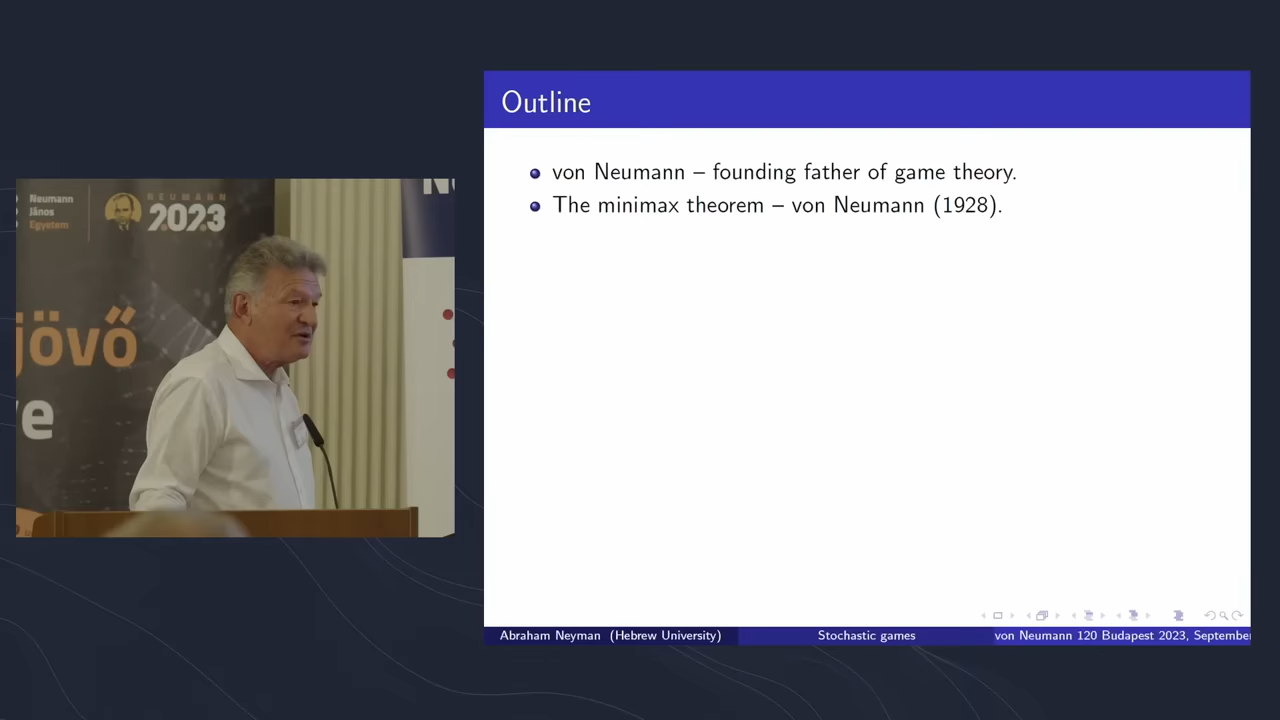 Neumann
János
Egyetem
NEUMANN
2023
jövő
e
N
Outline
von Neumann – founding father of game theory.
The minimax theorem – von Neumann (1928).
Abraham Neyman (Hebrew University)
Stochastic games
von Neumann 120 Budapest 2023, September